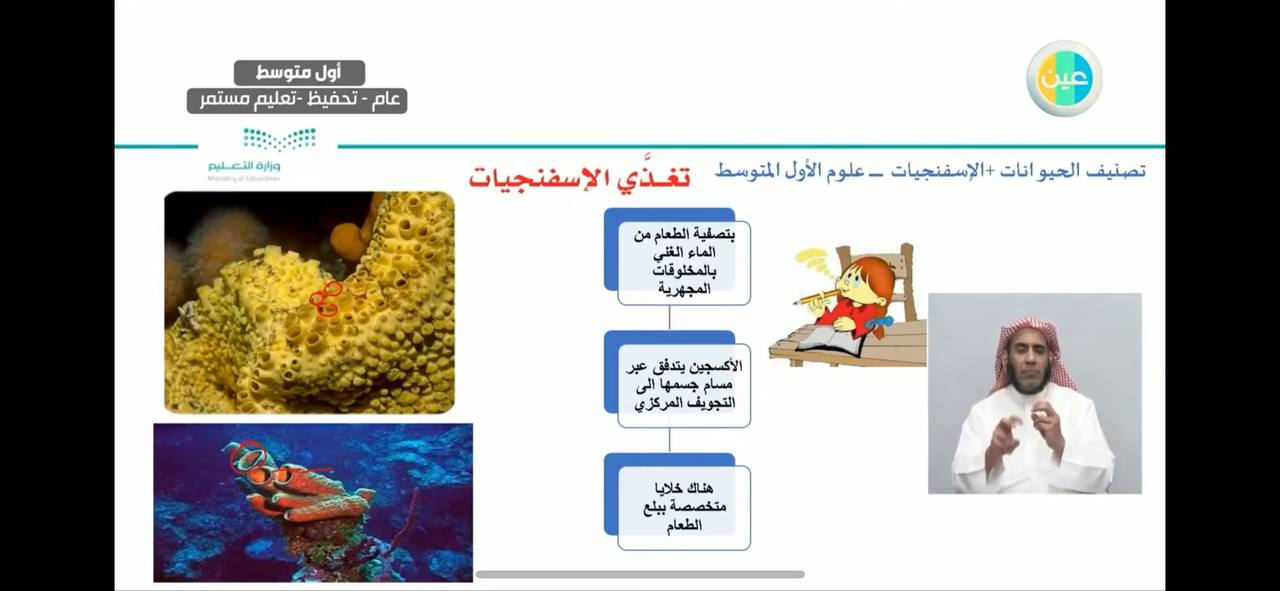 أول متوسط
عام - تحفيظ -تعليم مستمر
عين
وزارة التعليم
Ministry of Education
تصنيف الحيوانات +الإسفنجيات – علوم الأول المتوسط
تغذَّي الإسفنجيات
بتصفية الطعام من
الماء الغني
بالمخلوقات
المجهرية
الأكسجين يتدفق عبر
مسام جسمها الى
التجويف المركزي
هناك خلايا
متخصصة ببلع
الطعام